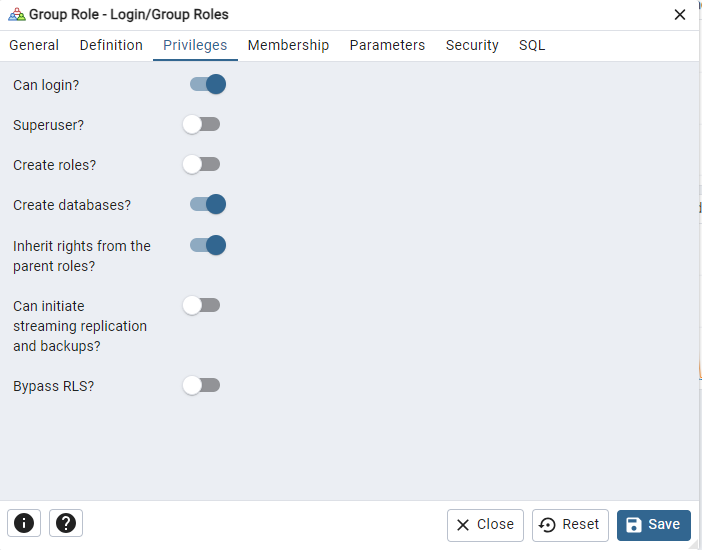 Group Role - Login/Group Roles
General Definition Privileges Membership Parameters Security SQL
Can login?
Superuser?
Create roles?
Create databases?
Inherit rights from the
parent roles?
Can initiate
streaming replication
and backups?
Bypass RLS?
Close Reset Save